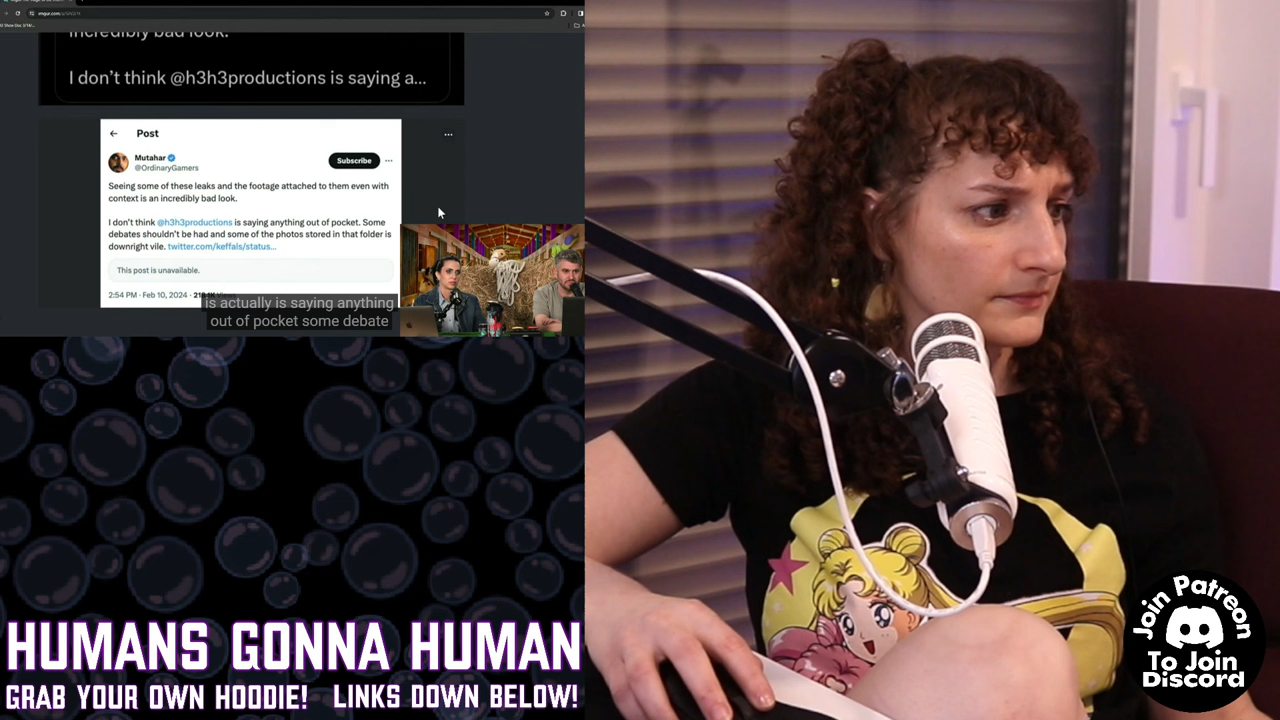 incredibly bad look.
I don't think @h3h3productions is saying a...
Post
Mutahar
@OrdinaryGamers
Subscribe
Seeing some of these leaks and the footage attached to them even with
context is an incredibly bad look.
I don't think @h3h3productions is saying anything out of pocket. Some
debates shouldn't be had and some of the photos stored in that folder is
downright vile. twitter.com/keffals/status...
This post is unavailable.
2:54 PM · Feb 10, 2024 ·
is actually is saying anything
out of pocket some debate
HUMANS GONNA HUMAN
GRAB YOUR OWN HOODIE! LINKS DOWN BELOW!
Join Patreon
To Join
Discord